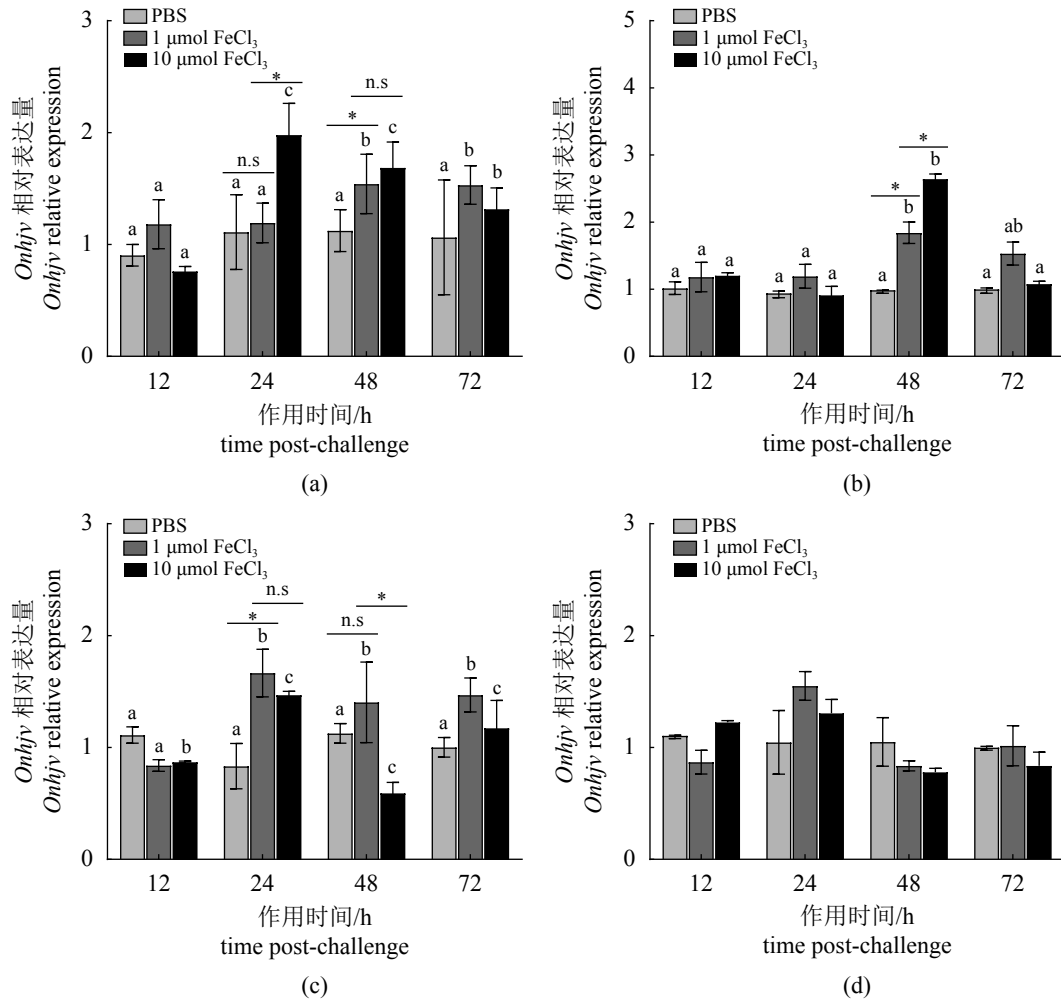 PBS
1 μmol FeCl₃
10 μmol FeCl₃
Onhjv 相对表达量
Onhjv relative expression
3
2
1
0
a a a
a a c
n.s
*
a b c
*
n.s
a b b
12 24 48 72
作用时间/h
time post-challenge
(a)
PBS
1 μmol FeCl₃
10 μmol FeCl₃
Onhjv 相对表达量
Onhjv relative expression
5
4
3
2
1
0
a a a
a a a
a b b
*
*
a ab a
12 24 48 72
作用时间/h
time post-challenge
(b)
PBS
1 μmol FeCl₃
10 μmol FeCl₃
Onhjv 相对表达量
Onhjv relative expression
3
2
1
0
a a b
a b c
*
n.s
a b c
n.s
*
a b c
12 24 48 72
作用时间/h
time post-challenge
(c)
PBS
1 μmol FeCl₃
10 μmol FeCl₃
Onhjv 相对表达量
Onhjv relative expression
3
2
1
0
12 24 48 72
作用时间/h
time post-challenge
(d)